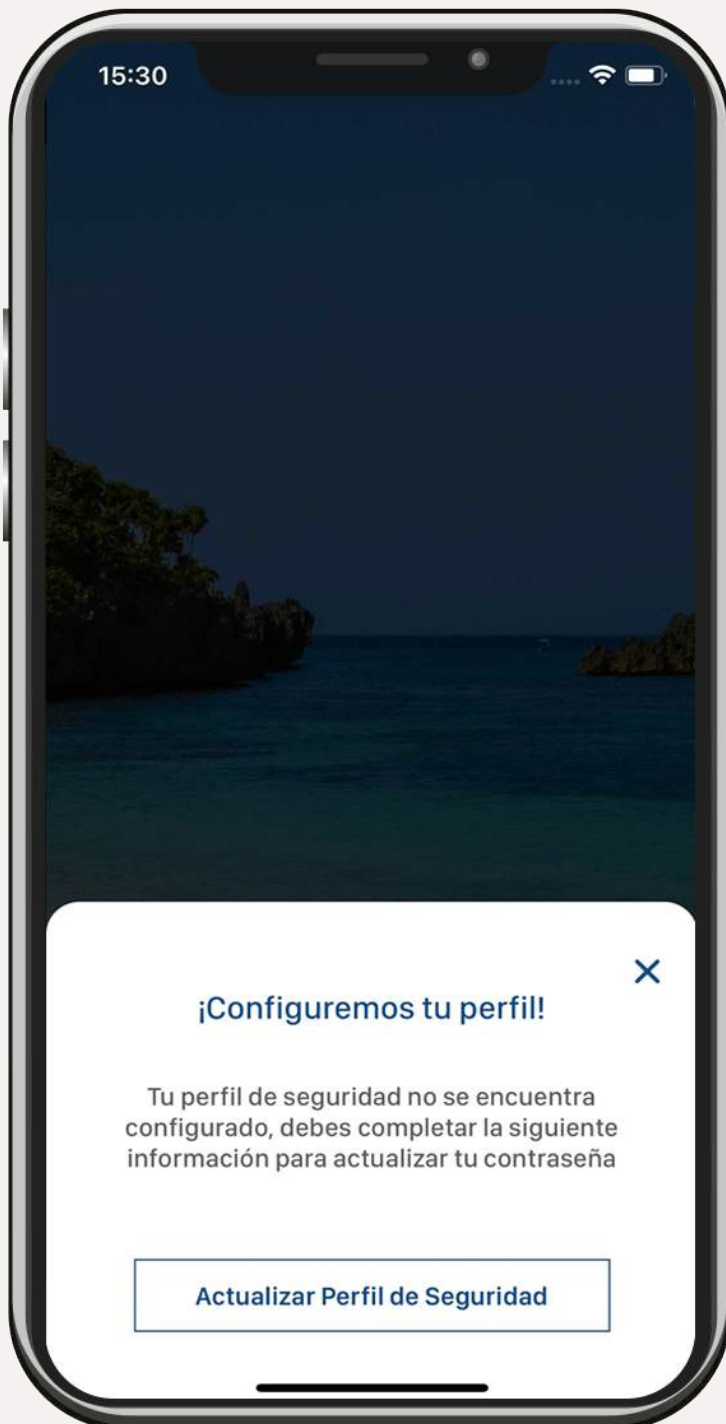 15:30
¡Configuremos tu perfil!
Tu perfil de seguridad no se encuentra
configurado, debes completar la siguiente
información para actualizar tu contraseña
Actualizar Perfil de Seguridad